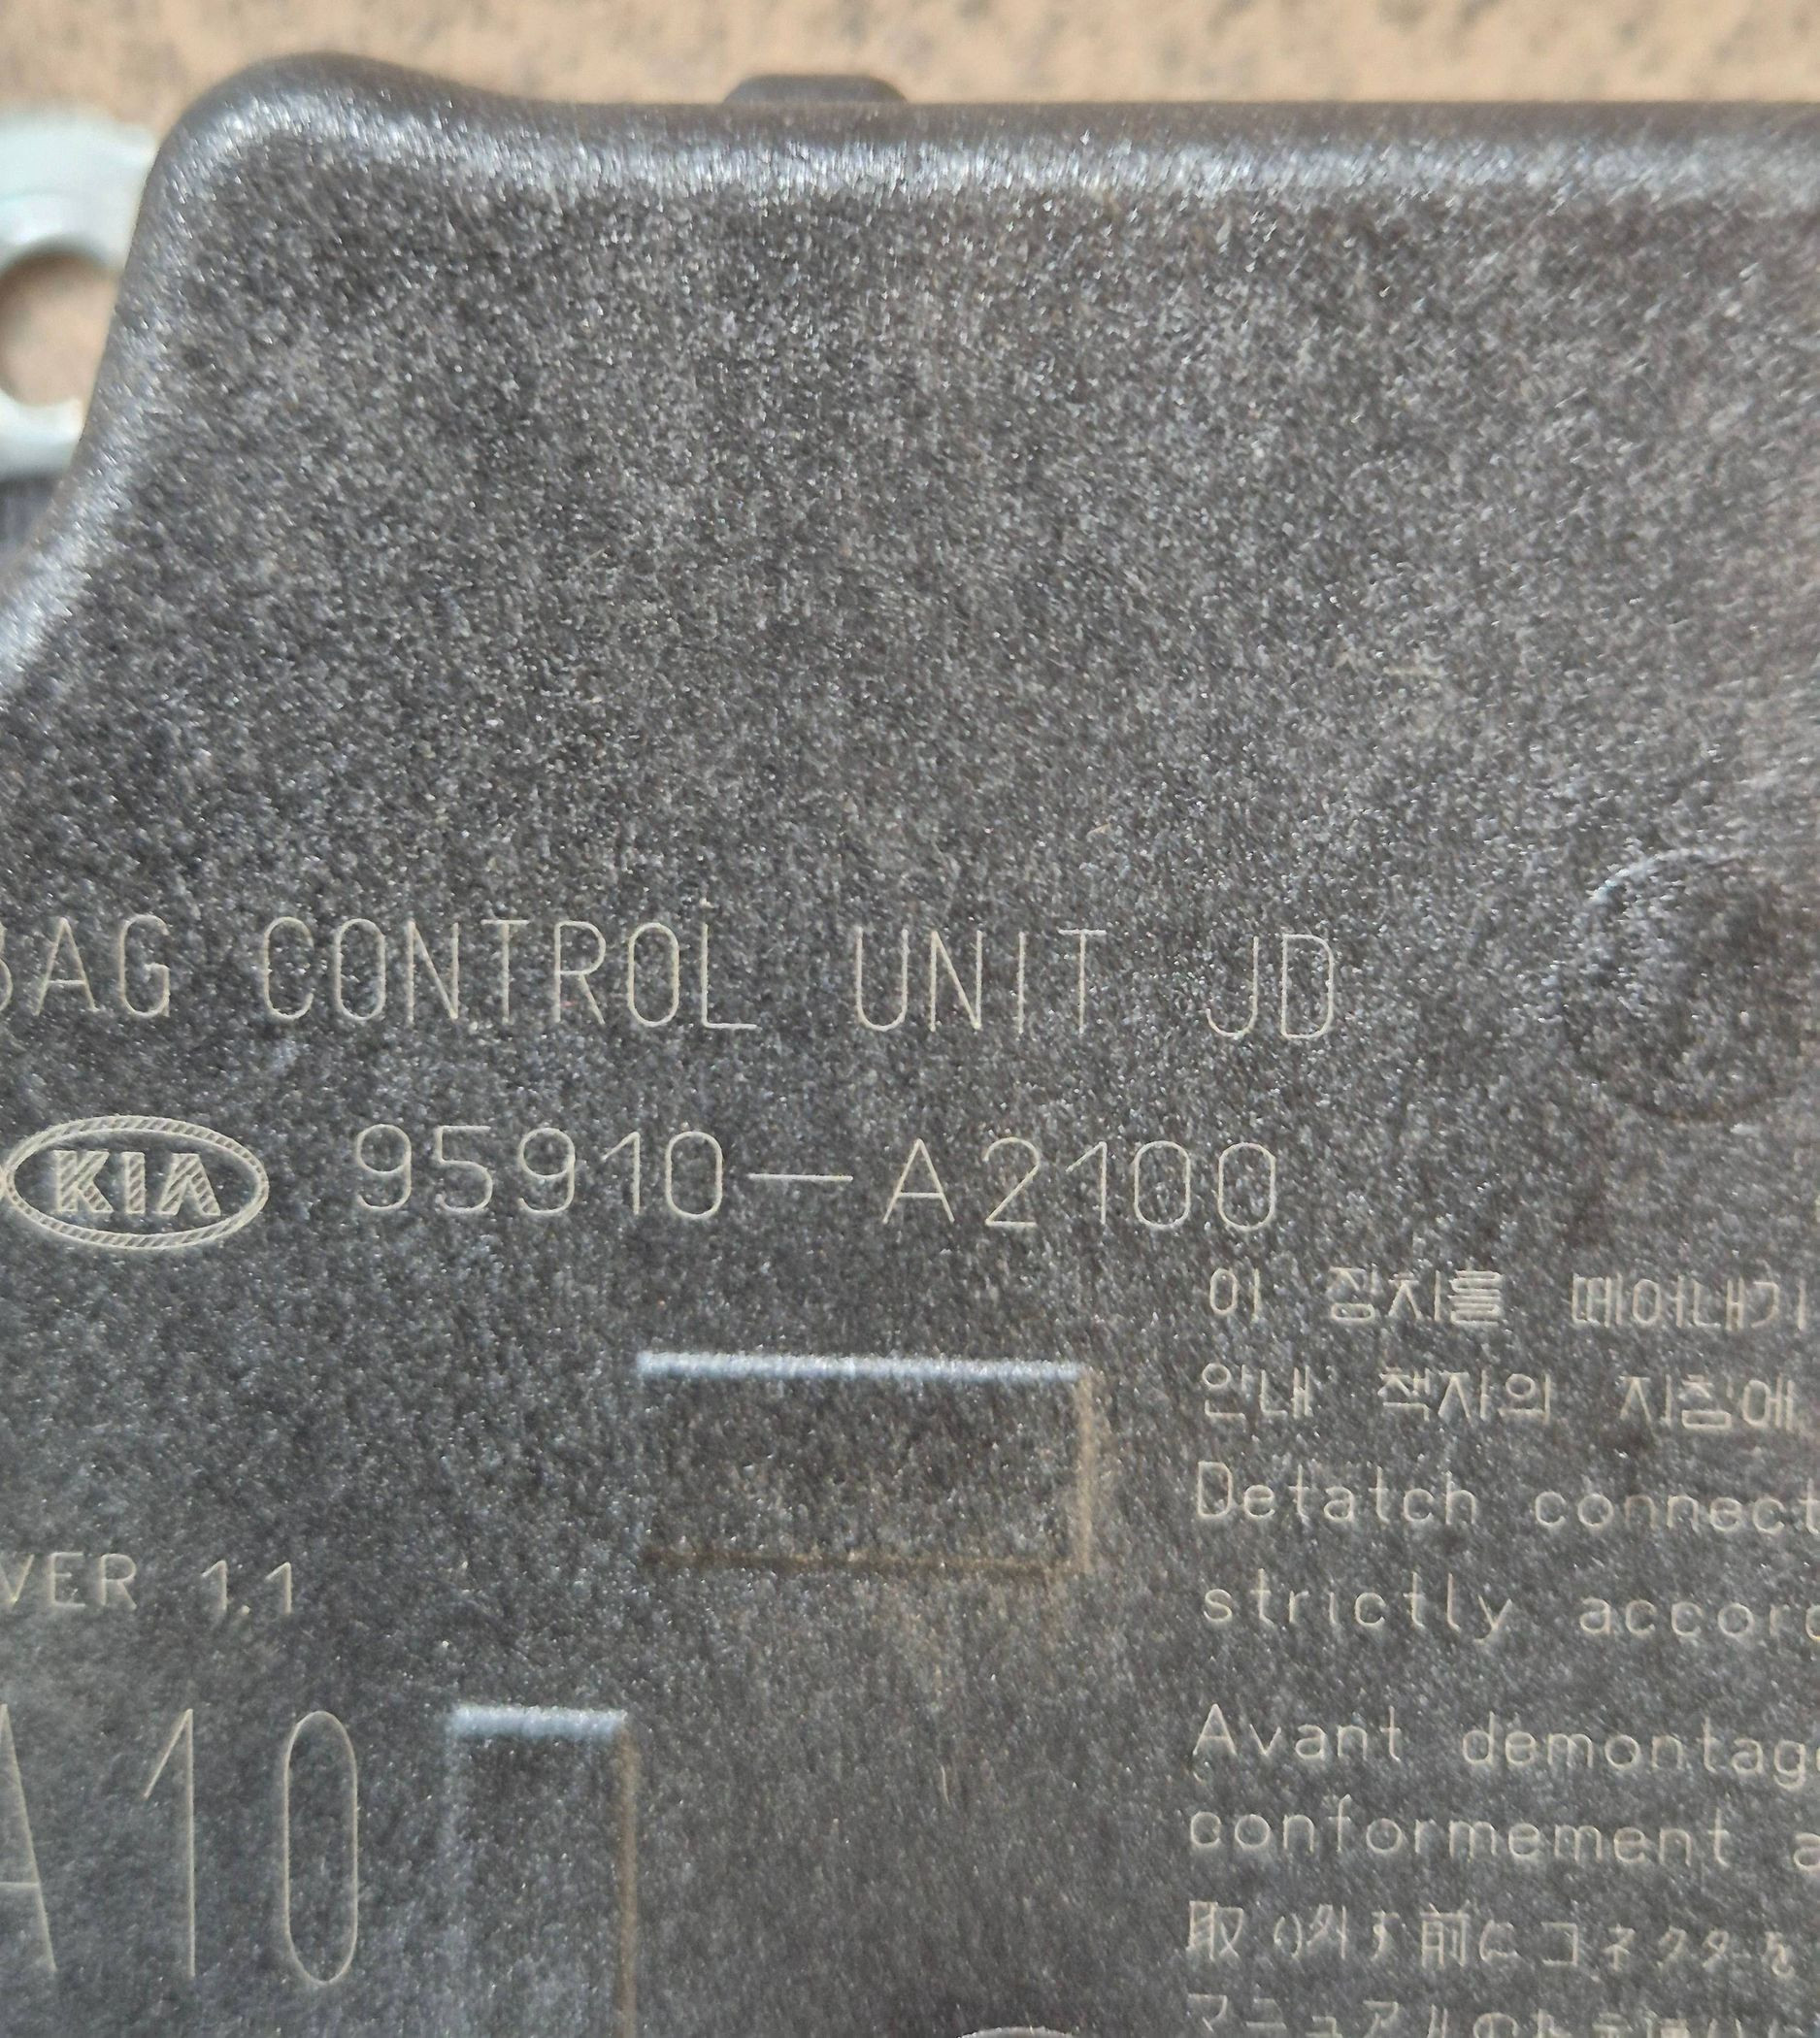 BAG CONTROL UNIT JD
KIA 95910-A2100
이 장치를 떼어내기
안내 책자의 지침에
Detatch connect
strictly accord
VER 1.1
A10
Avant demontage
conformement a
取り外す前にコネクタを